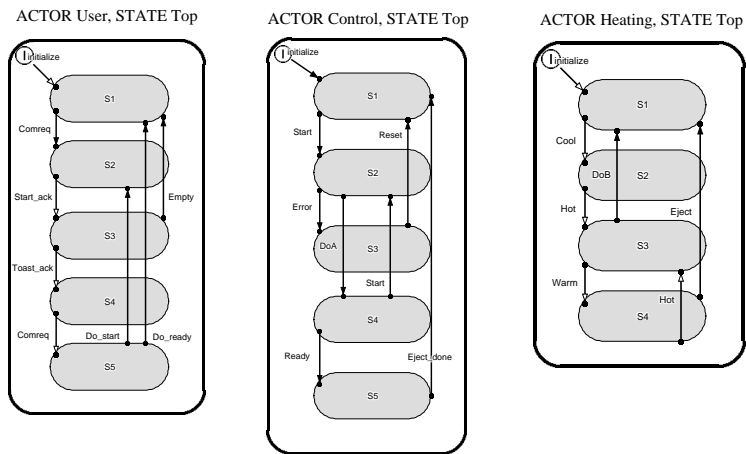 ACTOR User, STATE Top
I initialize
S1
Comreq
S2
Start_ack
Empty
S3
Toast_ack
S4
Comreq
Do_start
Do_ready
S5
ACTOR Control, STATE Top
I initialize
S1
Start
Reset
S2
Error
DoA
S3
Start
S4
Ready
Eject_done
S5
ACTOR Heating, STATE Top
I initialize
S1
Cool
DoB
S2
Hot
Eject
S3
Warm
Hot
S4